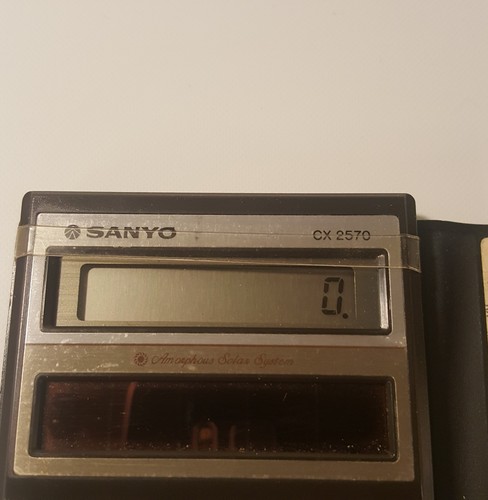 SANYO
CX 2570
0.
Amorphous Solar System